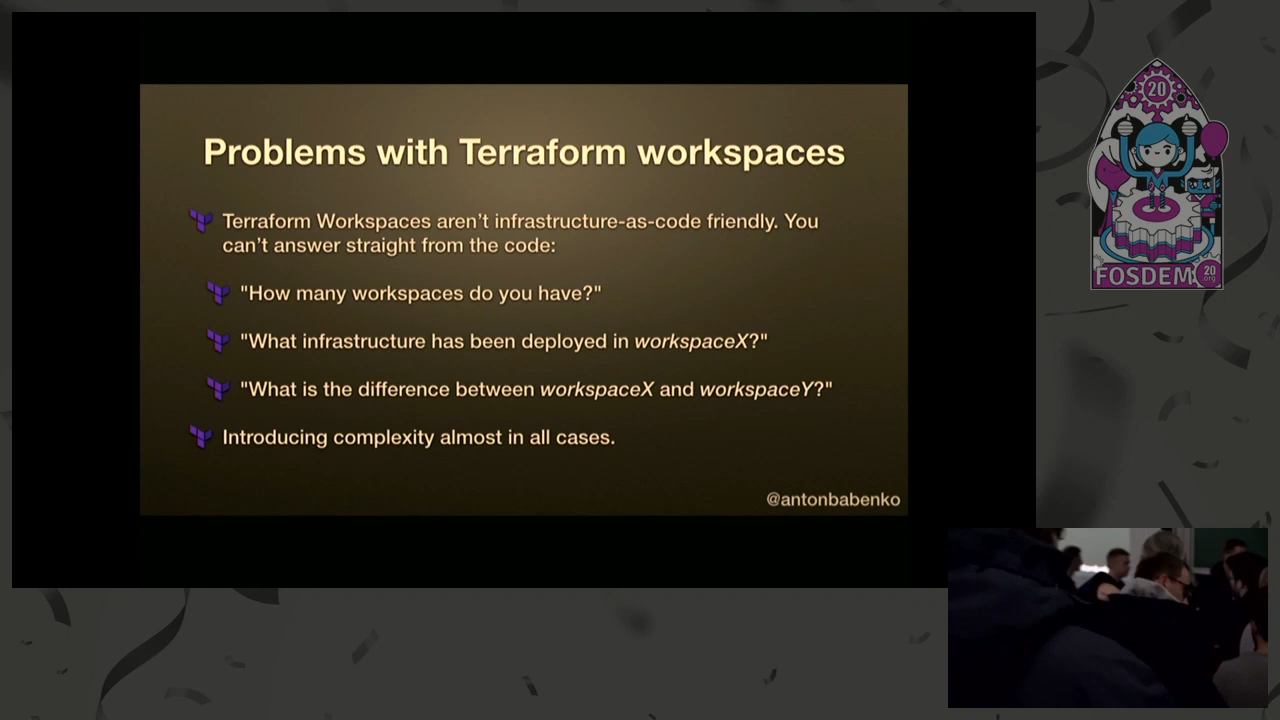 Problems with Terraform workspaces
Terraform Workspaces aren't infrastructure-as-code friendly. You
can't answer straight from the code:
"How many workspaces do you have?"
"What infrastructure has been deployed in workspaceX?"
"What is the difference between workspaceX and workspaceY?"
Introducing complexity almost in all cases.
@antonbabenko
20
FOSDEM
20
org